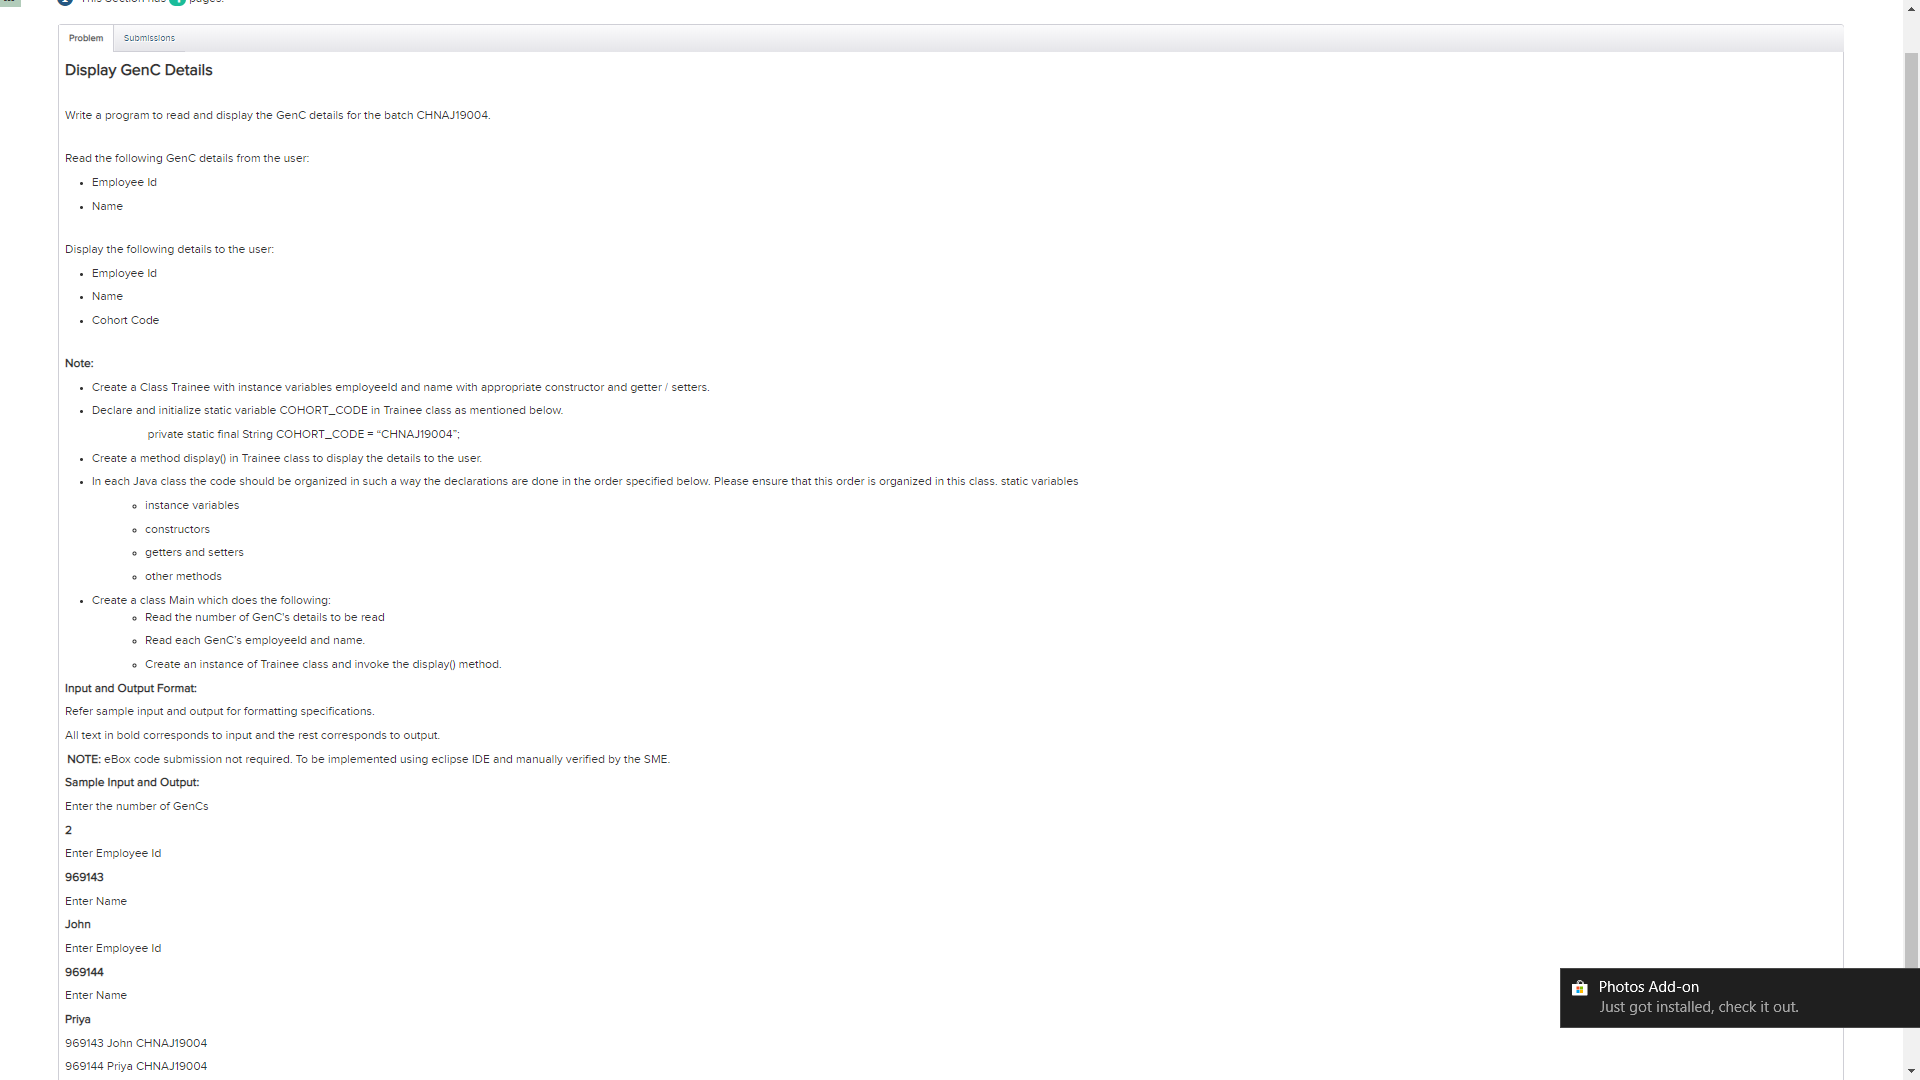 This Section has 4 pages.
Problem
Submissions
Display GenC Details
Write a program to read and display the GenC details for the batch CHNAJ19004.
Read the following GenC details from the user:
• Employee Id
• Name
Display the following details to the user:
• Employee Id
• Name
• Cohort Code
Note:
• Create a Class Trainee with instance variables employeeId and name with appropriate constructor and getter / setters.
• Declare and initialize static variable COHORT_CODE in Trainee class as mentioned below.
private static final String COHORT_CODE = “CHNAJ19004”;
• Create a method display() in Trainee class to display the details to the user.
• In each Java class the code should be organized in such a way the declarations are done in the order specified below. Please ensure that this order is organized in this class. static variables
◦ instance variables
◦ constructors
◦ getters and setters
◦ other methods
• Create a class Main which does the following:
◦ Read the number of GenC's details to be read
◦ Read each GenC’s employeeId and name.
◦ Create an instance of Trainee class and invoke the display() method.
Input and Output Format:
Refer sample input and output for formatting specifications.
All text in bold corresponds to input and the rest corresponds to output.
NOTE: eBox code submission not required. To be implemented using eclipse IDE and manually verified by the SME.
Sample Input and Output:
Enter the number of GenCs
2
Enter Employee Id
969143
Enter Name
John
Enter Employee Id
969144
Enter Name
Priya
969143 John CHNAJ19004
969144 Priya CHNAJ19004
Photos Add-on
Just got installed, check it out.